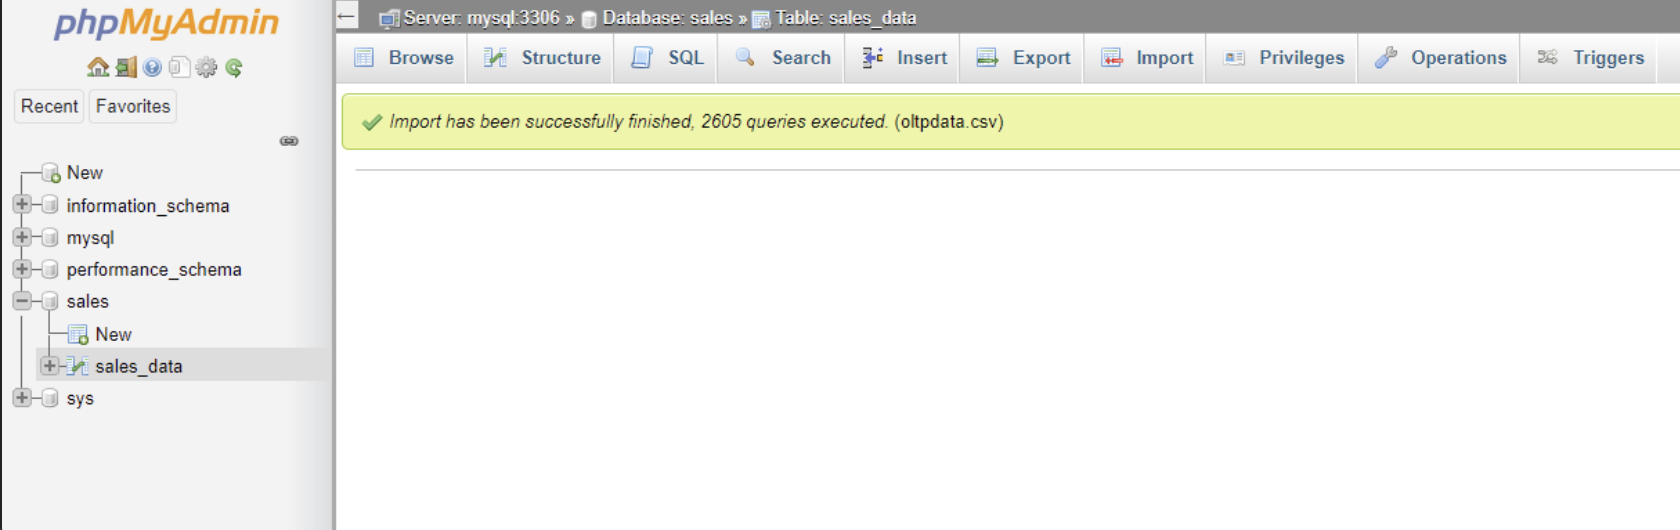 phpMyAdmin
Recent Favorites
New
information_schema
mysql
performance_schema
sales
New
sales_data
sys
← Server: mysql:3306 » Database: sales » Table: sales_data
Browse Structure SQL Search Insert Export Import Privileges Operations Triggers
Import has been successfully finished, 2605 queries executed. (oltpdata.csv)